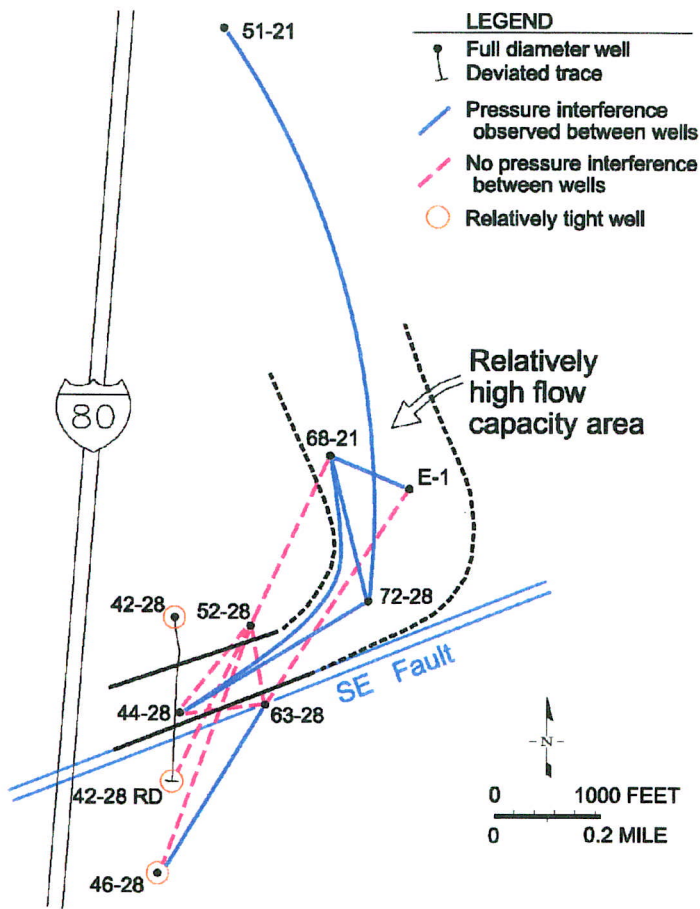 51-21
LEGEND
Full diameter well
Deviated trace
Pressure interference
observed between wells
No pressure interference
between wells
Relatively tight well
80
Relatively
high flow
capacity area
68-21
E-1
42-28
52-28
72-28
SE Fault
44-28
63-28
42-28 RD
46-28
-N-
0 1000 FEET
0 0.2 MILE